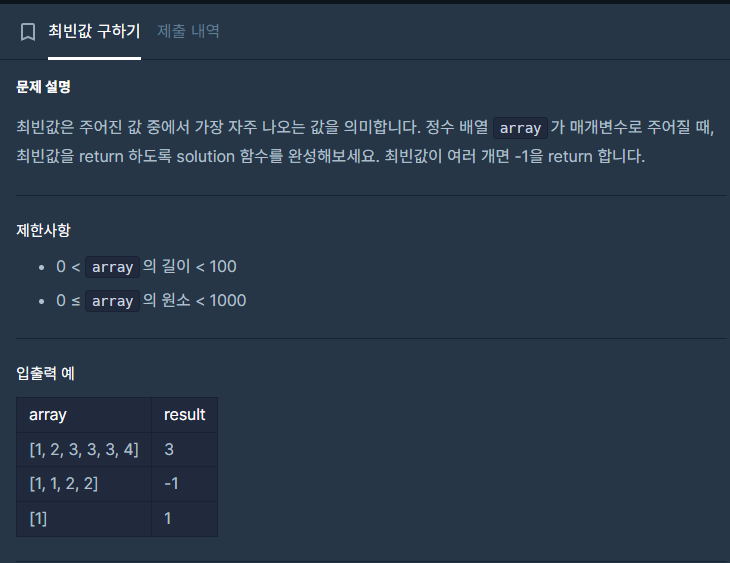 최빈값 구하기 제출 내역
문제 설명
최빈값은 주어진 값 중에서 가장 자주 나오는 값을 의미합니다. 정수 배열 array 가 매개변수로 주어질 때,
최빈값을 return 하도록 solution 함수를 완성해보세요. 최빈값이 여러 개면 -1을 return 합니다.
제한사항
• 0 < array 의 길이 < 100
• 0 ≤ array 의 원소 < 1000
입출력 예
array result
[1, 2, 3, 3, 3, 4] 3
[1, 1, 2, 2] -1
[1] 1